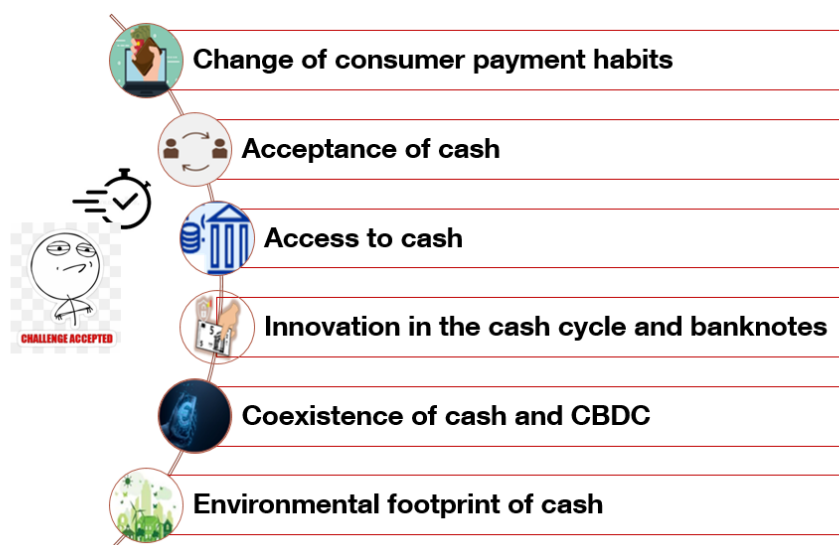 Change of consumer payment habits
Acceptance of cash
Access to cash
CHALLENGE ACCEPTED
Innovation in the cash cycle and banknotes
Coexistence of cash and CBDC
Environmental footprint of cash